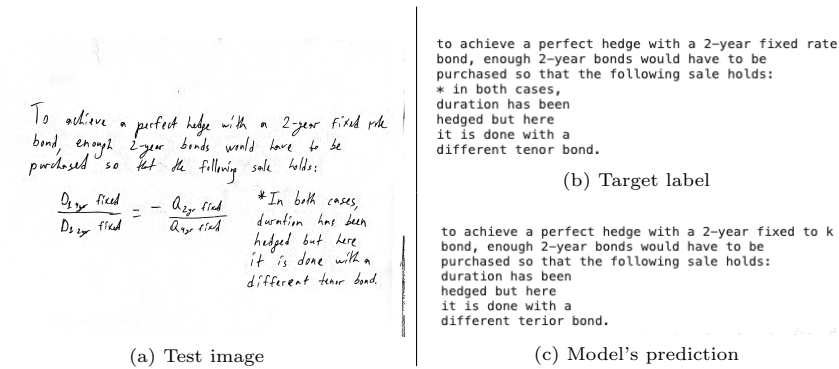 To achieve a perfect hedge with a 2-year fixed rate
bond, enough 2-year bonds would have to be
purchased so that the following sale holds:
D1 yr fixed / D2 yr fixed = - Q2yr fixed / fixed
* In both cases,
duration has been
hedged but here
it is done with a
different tenor bond.
(a) Test image
to achieve a perfect hedge with a 2-year fixed rate
bond, enough 2-year bonds would have to be
purchased so that the following sale holds:
* in both cases,
duration has been
hedged but here
it is done with a
different tenor bond.
(b) Target label
to achieve a perfect hedge with a 2-year fixed to k
bond, enough 2-year bonds would have to be
purchased so that the following sale holds:
duration has been
hedged but here
it is done with a
different terior bond.
(c) Model's prediction